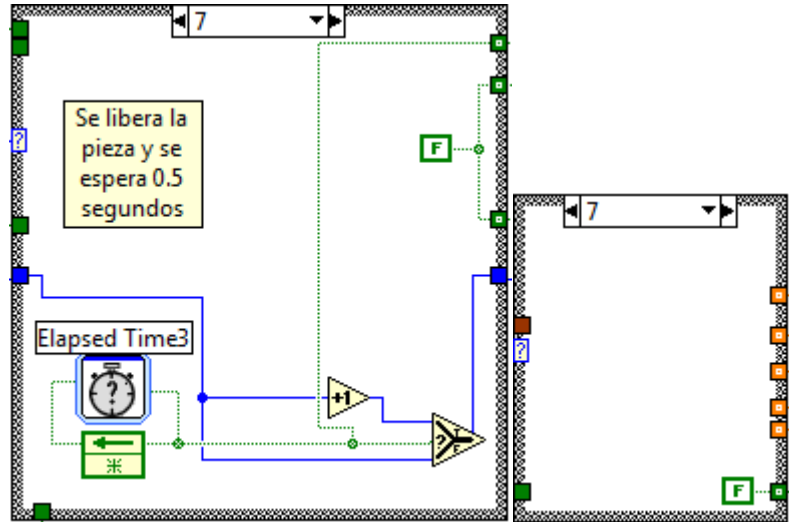 7
Se libera la
pieza y se
espera 0.5
segundos
F
?
Elapsed Time3
?
+1
?
T
F
7
?
F